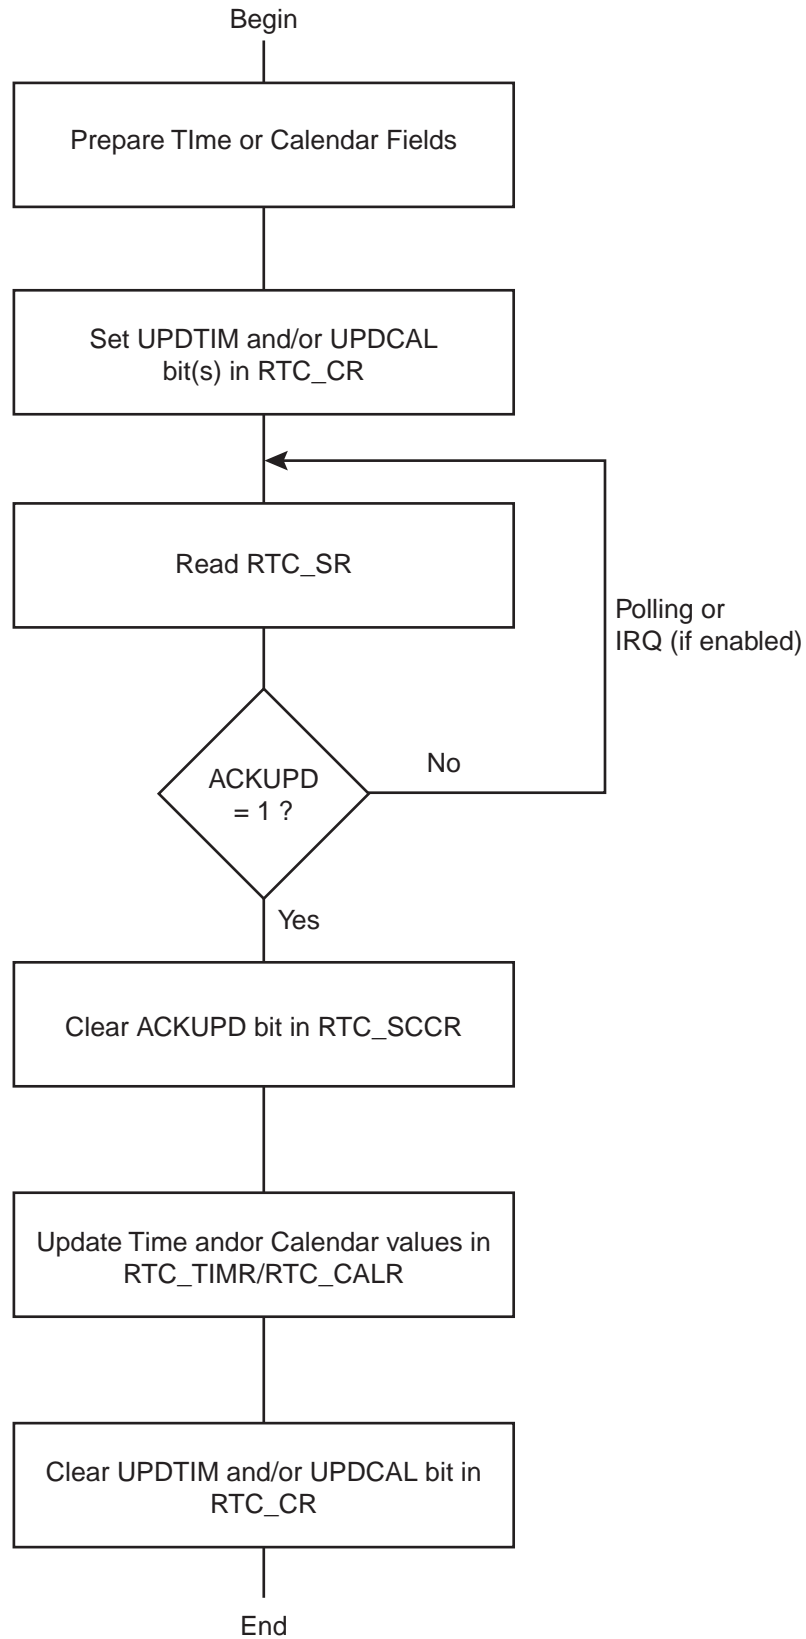 Begin
Prepare TIme or Calendar Fields
Set UPDTIM and/or UPDCAL
bit(s) in RTC_CR
Read RTC_SR
Polling or
IRQ (if enabled)
ACKUPD
= 1 ?
No
Yes
Clear ACKUPD bit in RTC_SCCR
Update Time andor Calendar values in
RTC_TIMR/RTC_CALR
Clear UPDTIM and/or UPDCAL bit in
RTC_CR
End